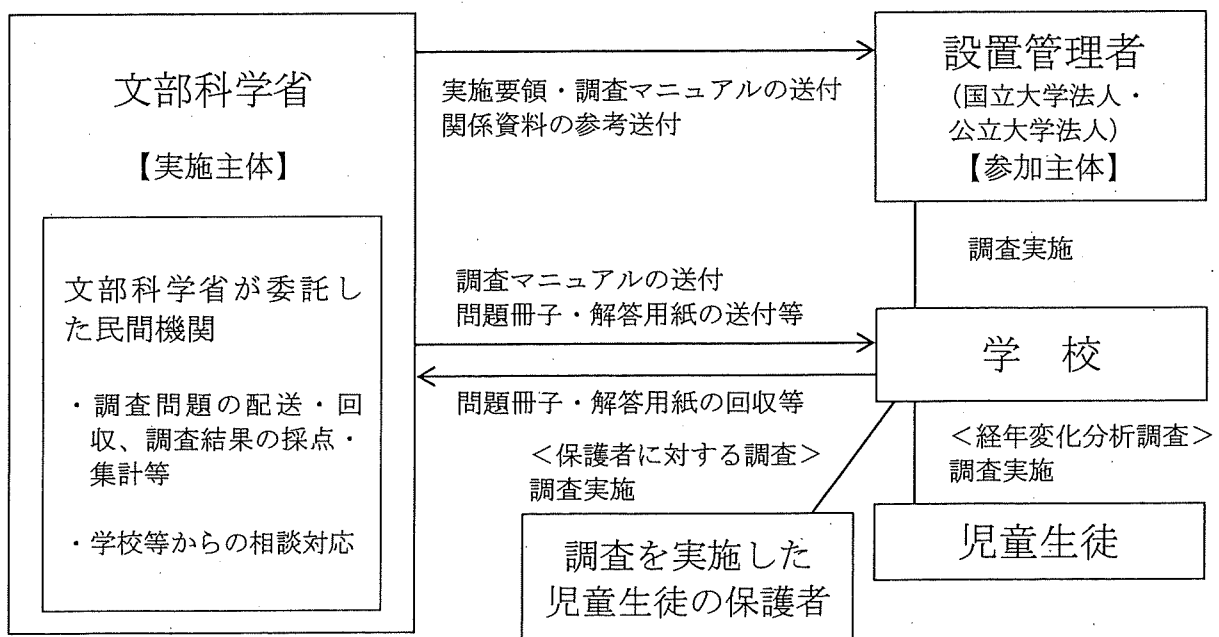 文部科学省
【実施主体】
文部科学省が委託し
た民間機関
・調査問題の配送・回
収、調査結果の採点・
集計等
・学校等からの相談対応
実施要領・調査マニュアルの送付
関係資料の参考送付
設置管理者
(国立大学法人・
公立大学法人)
【参加主体】
調査実施
調査マニュアルの送付
問題冊子・解答用紙の送付等
学 校
問題冊子・解答用紙の回収等
<保護者に対する調査>
調査実施
<経年変化分析調査>
調査実施
調査を実施した
児童生徒の保護者
児童生徒